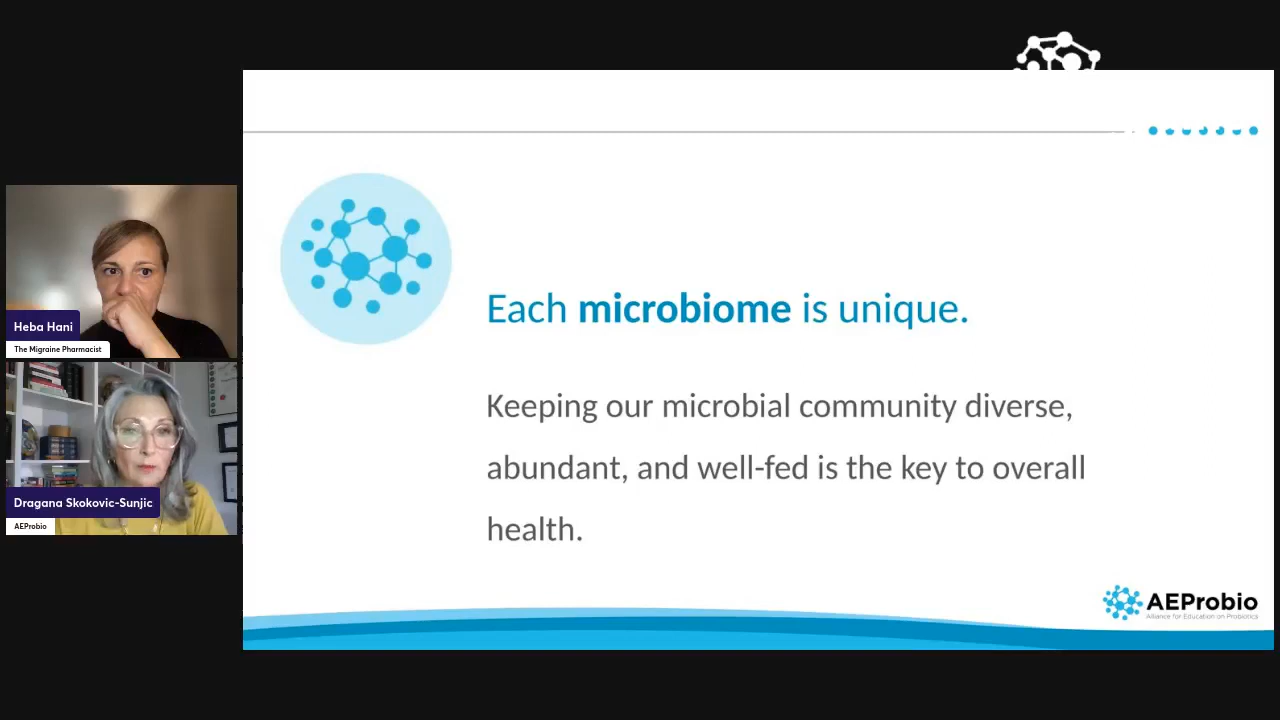 Heba Hani
The Migraine Pharmacist
Dragana Skokovic-Sunjic
AEProbio
Each microbiome is unique.
Keeping our microbial community diverse,
abundant, and well-fed is the key to overall
health.
AEProbio
Alliance for Education on Probiotics